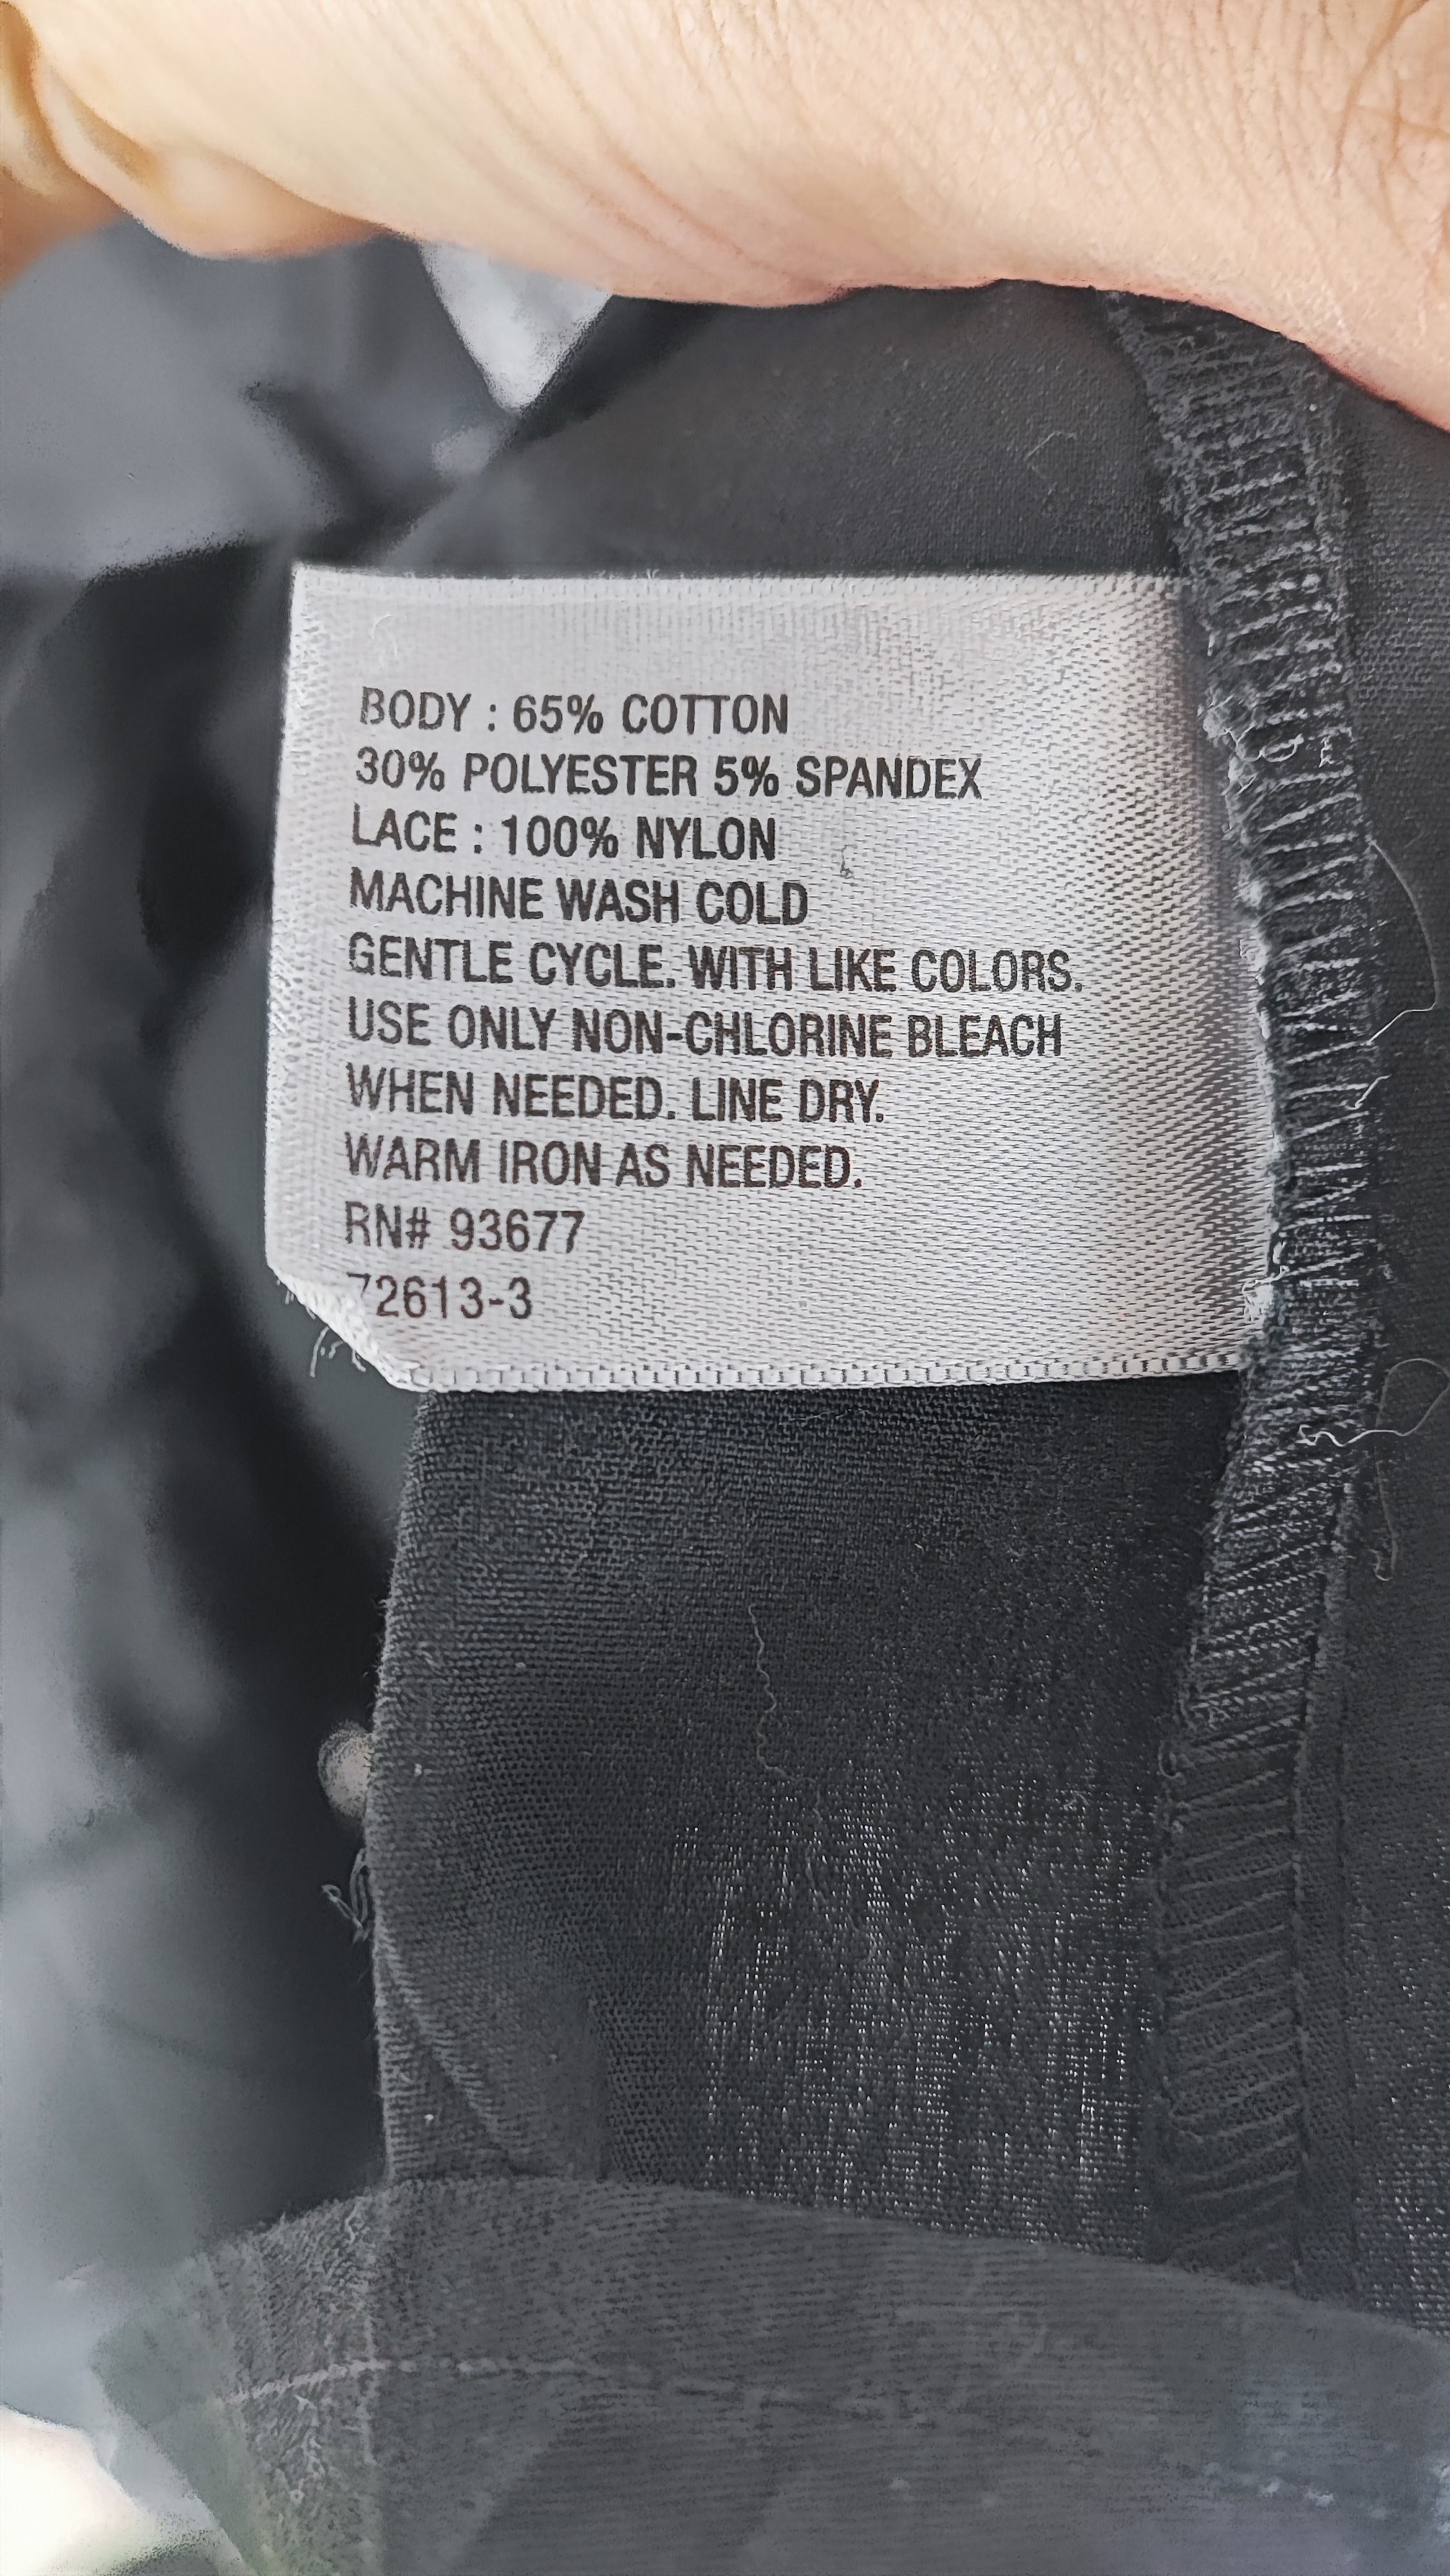 BODY : 65% COTTON
30% POLYESTER 5% SPANDEX
LACE : 100% NYLON
MACHINE WASH COLD
GENTLE CYCLE. WITH LIKE COLORS.
USE ONLY NON-CHLORINE BLEACH
WHEN NEEDED. LINE DRY.
WARM IRON AS NEEDED.
RN# 93677
72613-3